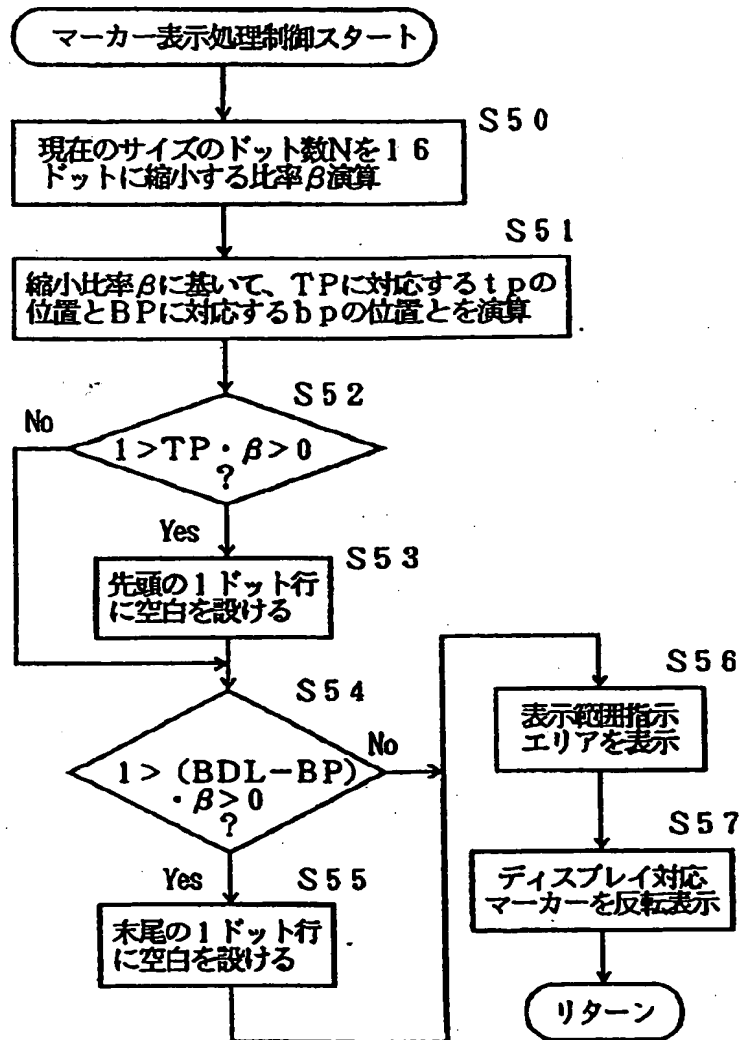 マーカー表示処理制御スタート
S50
現在のサイズのドット数Nを16
ドットに縮小する比率β演算
S51
縮小比率βに基いて、TPに対応するtpの
位置とBPに対応するbpの位置とを演算
S52
No
1>TP・β>0
?
Yes
S53
先頭の1ドット行
に空白を設ける
S54
No
1>(BDL-BP)
・β>0
?
Yes
S55
末尾の1ドット行
に空白を設ける
S56
表示範囲指示
エリアを表示
S57
ディスプレイ対応
マーカーを反転表示
リターン